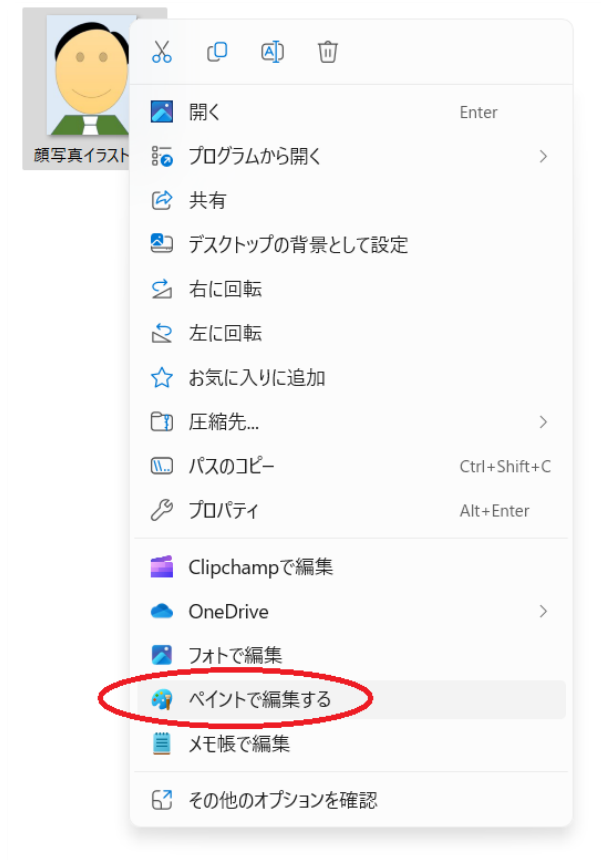 顔写真イラスト
開く Enter
プログラムから開く
共有
デスクトップの背景として設定
右に回転
左に回転
お気に入りに追加
圧縮先...
パスのコピー Ctrl+Shift+C
プロパティ Alt+Enter
Clipchampで編集
OneDrive
フォトで編集
ペイントで編集する
メモ帳で編集
その他のオプションを確認